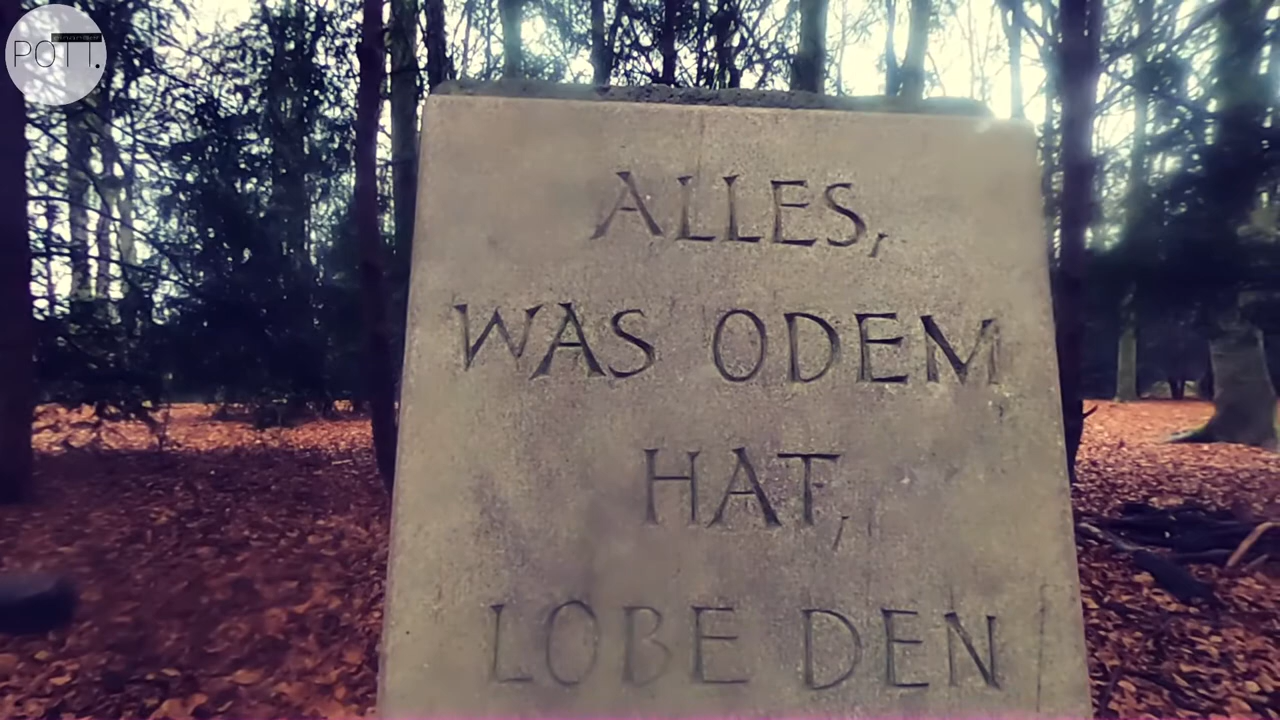 POTT.
ALLES,
WAS ODEM
HAT,
LOBE DEN